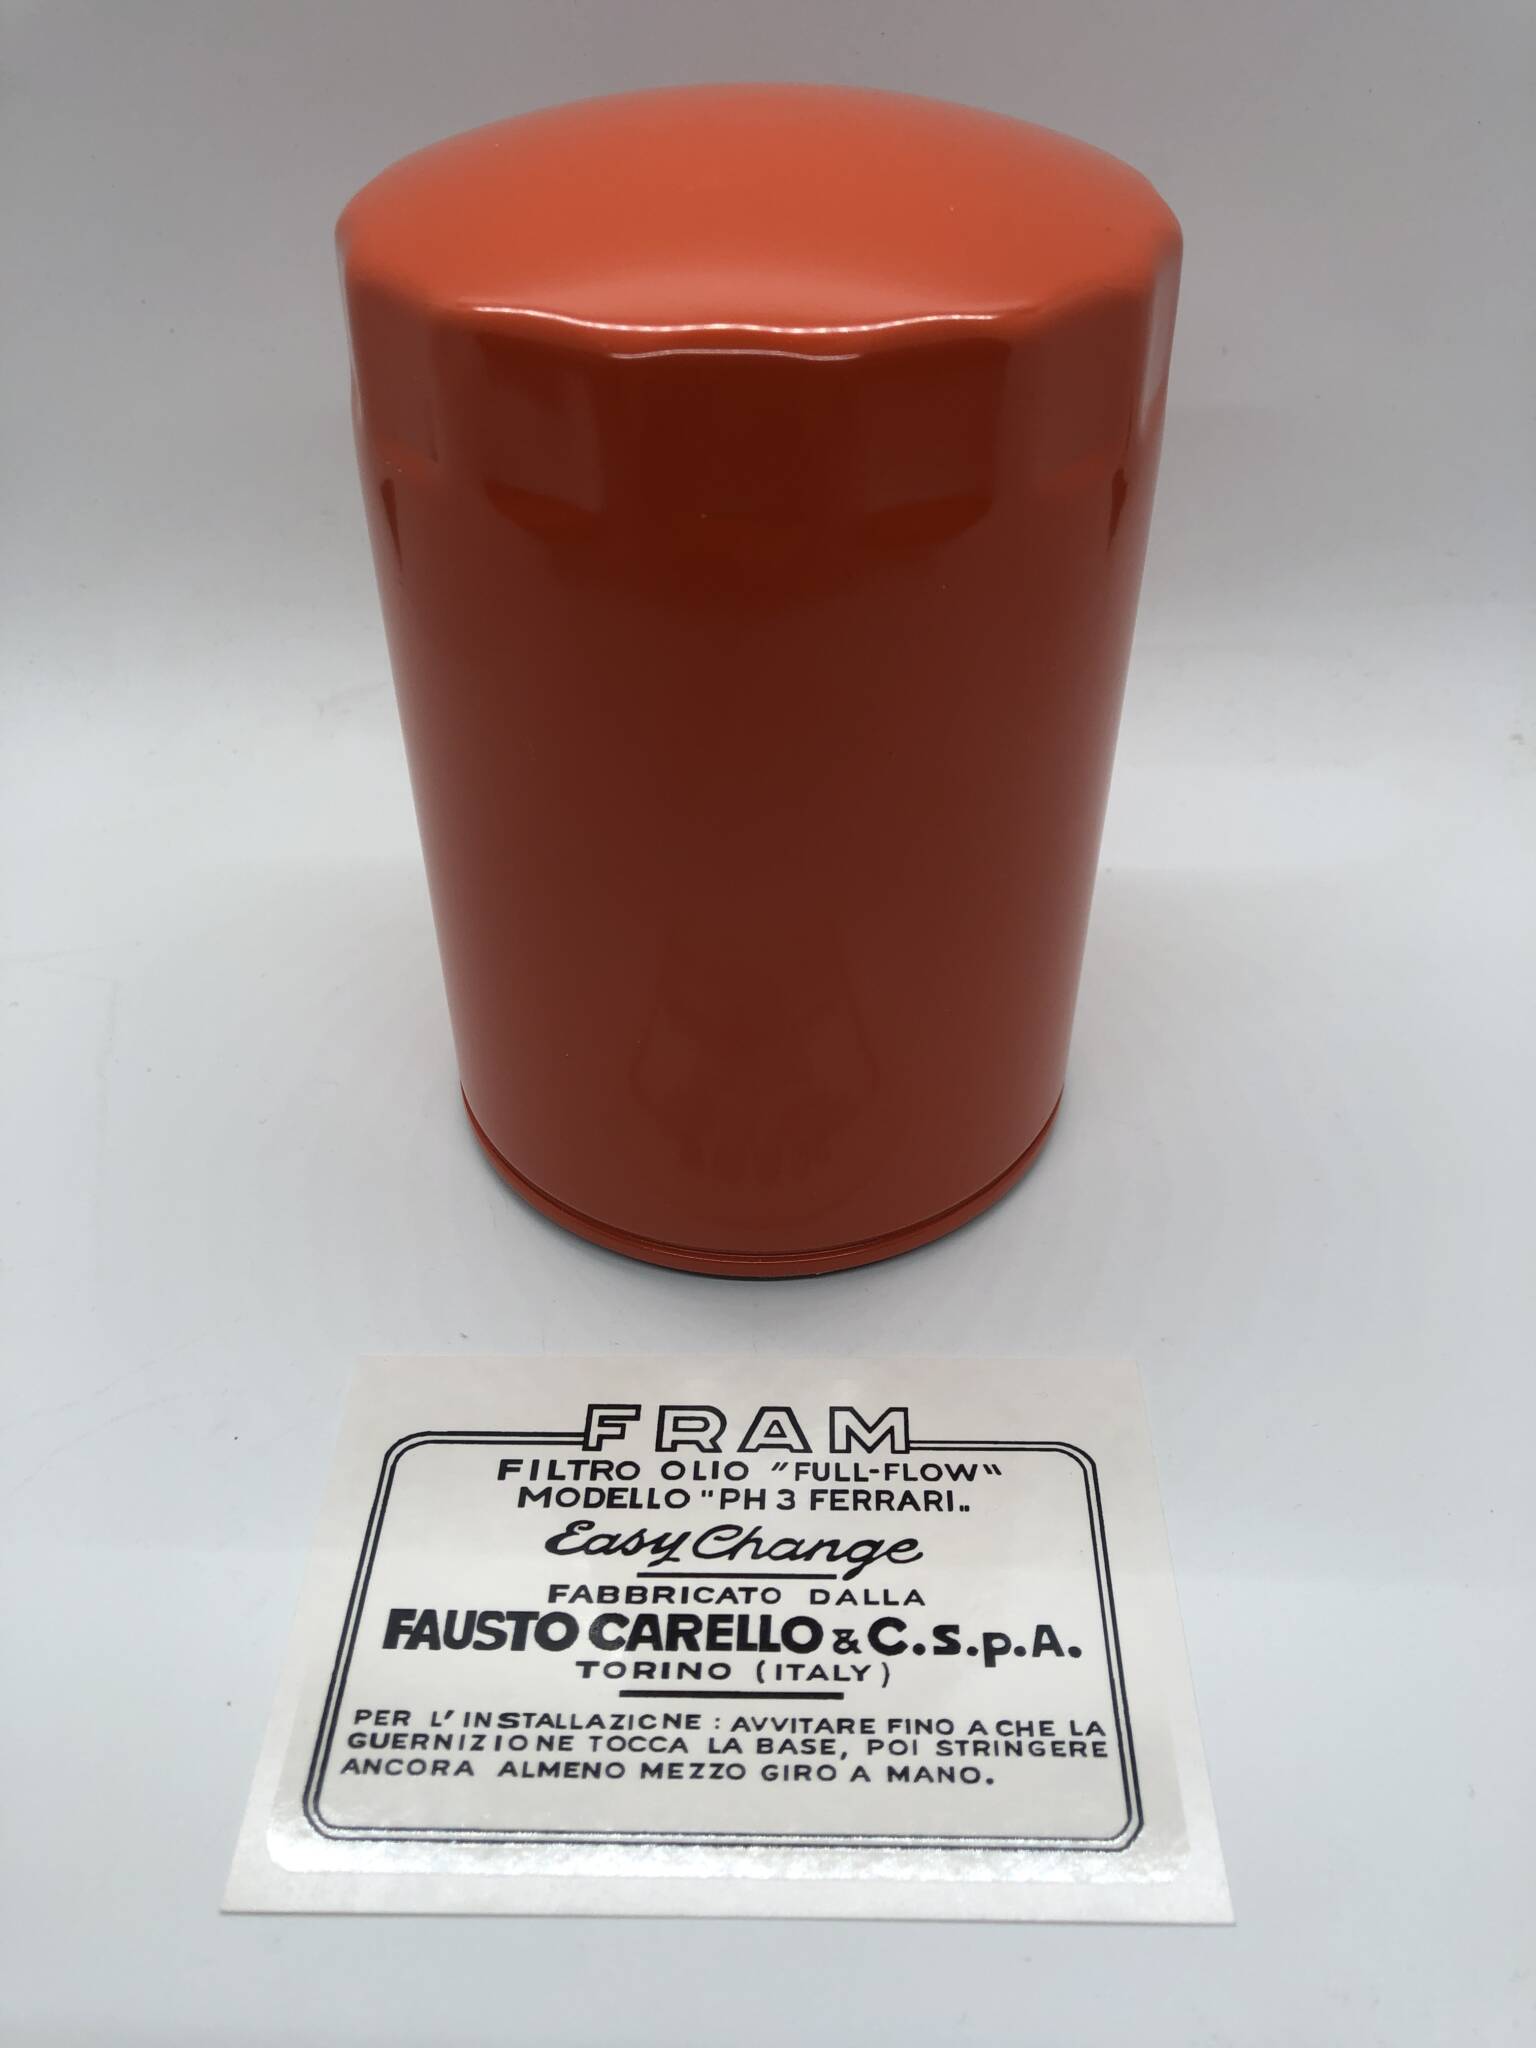 FRAM
FILTRO OLIO "FULL-FLOW"
MODELLO "PH 3 FERRARI„
Easy Change
FABBRICATO DALLA
FAUSTO CARELLO & C.s.p.A.
TORINO (ITALY)
PER L'INSTALLAZICNE : AVVITARE FINO A CHE LA
GUERNIZIONE TOCCA LA BASE, POI STRINGERE
ANCORA ALMENO MEZZO GIRO A MANO.